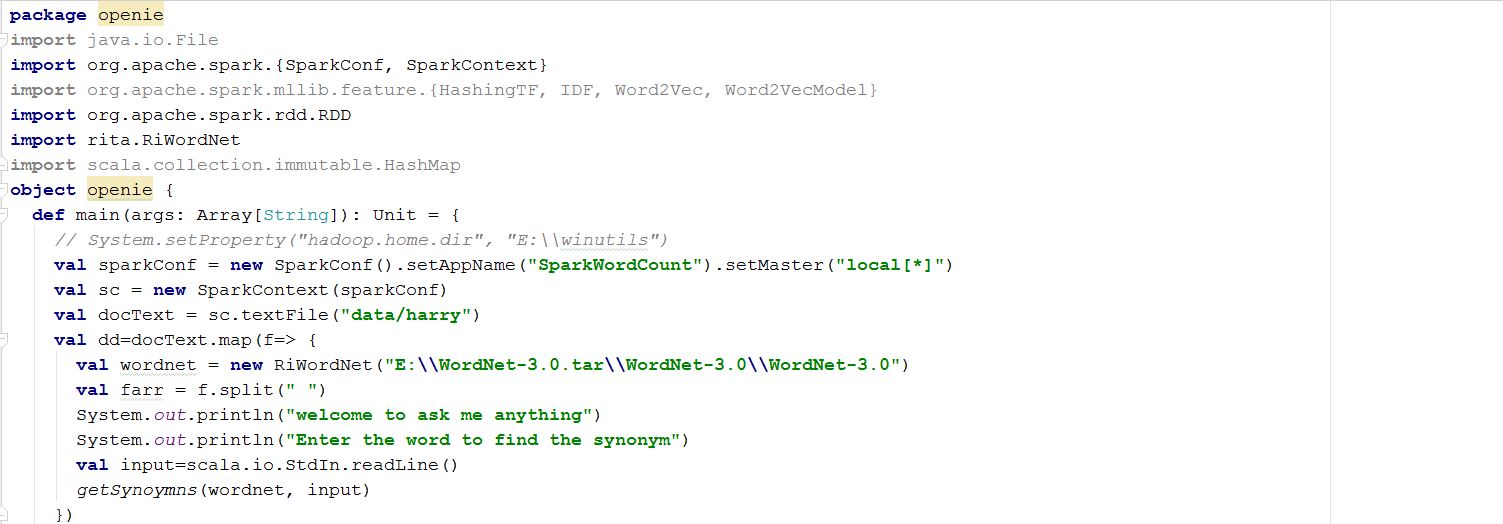 package openie
import java.io.File
import org.apache.spark.{SparkConf, SparkContext}
import org.apache.spark.mllib.feature.{HashingTF, IDF, Word2Vec, Word2VecModel}
import org.apache.spark.rdd.RDD
import rita.RiWordNet
import scala.collection.immutable.HashMap
object openie {
  def main(args: Array[String]): Unit = {
    // System.setProperty("hadoop.home.dir", "E:\\winutils")
    val sparkConf = new SparkConf().setAppName("SparkWordCount").setMaster("local[*]")
    val sc = new SparkContext(sparkConf)
    val docText = sc.textFile("data/harry")
    val dd=docText.map(f=> {
      val wordnet = new RiWordNet("E:\\WordNet-3.0.tar\\WordNet-3.0\\WordNet-3.0")
      val farr = f.split(" ")
      System.out.println("welcome to ask me anything")
      System.out.println("Enter the word to find the synonym")
      val input=scala.io.StdIn.readLine()
      getSynoymns(wordnet, input)
    })